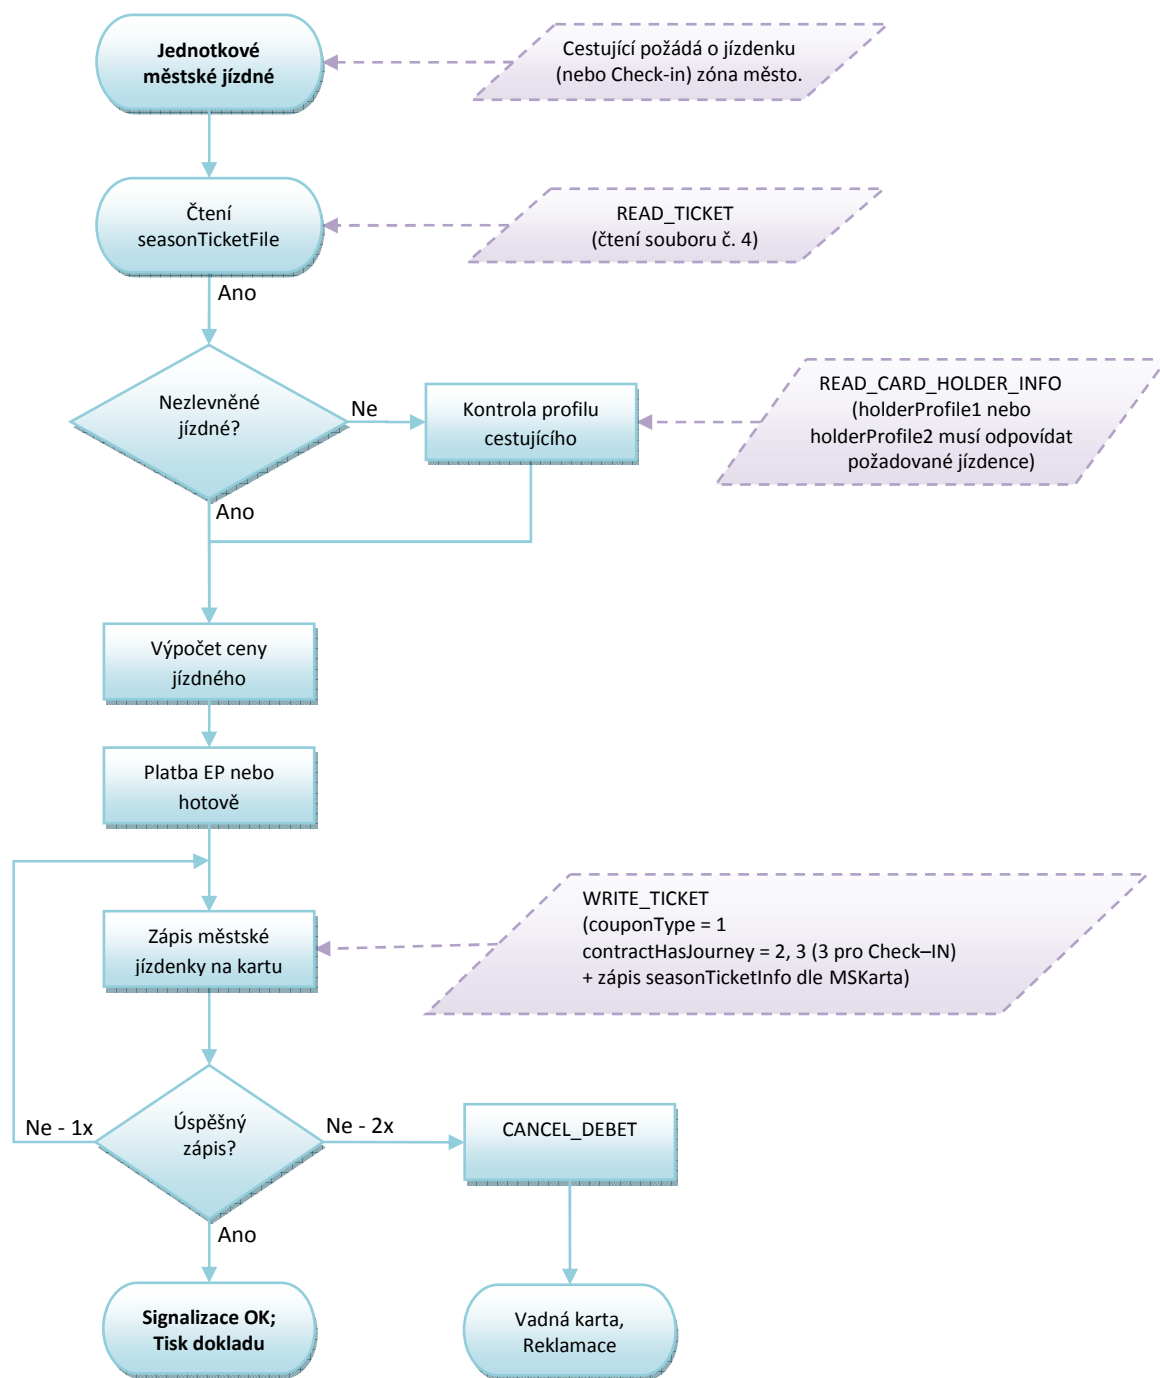 Jednotkové
městské jízdné
Cestující požádá o jízdenku
(nebo Check-in) zóna město.
Čtení
seasonTicketFile
READ_TICKET
(čtení souboru č. 4)
Ano
Nezlevněné
jízdné?
Ne
Kontrola profilu
cestujícího
READ_CARD_HOLDER_INFO
(holderProfile1 nebo
holderProfile2 musí odpovídat
požadované jízdence)
Ano
Výpočet ceny
jízdného
Platba EP nebo
hotově
Zápis městské
jízdenky na kartu
WRITE_TICKET
(couponType = 1
contractHasJourney = 2, 3 (3 pro Check–IN)
+ zápis seasonTicketInfo dle MSKarta)
Ne - 1x
Úspěšný
zápis?
Ne - 2x
CANCEL_DEBET
Ano
Signalizace OK;
Tisk dokladu
Vadná karta,
Reklamace